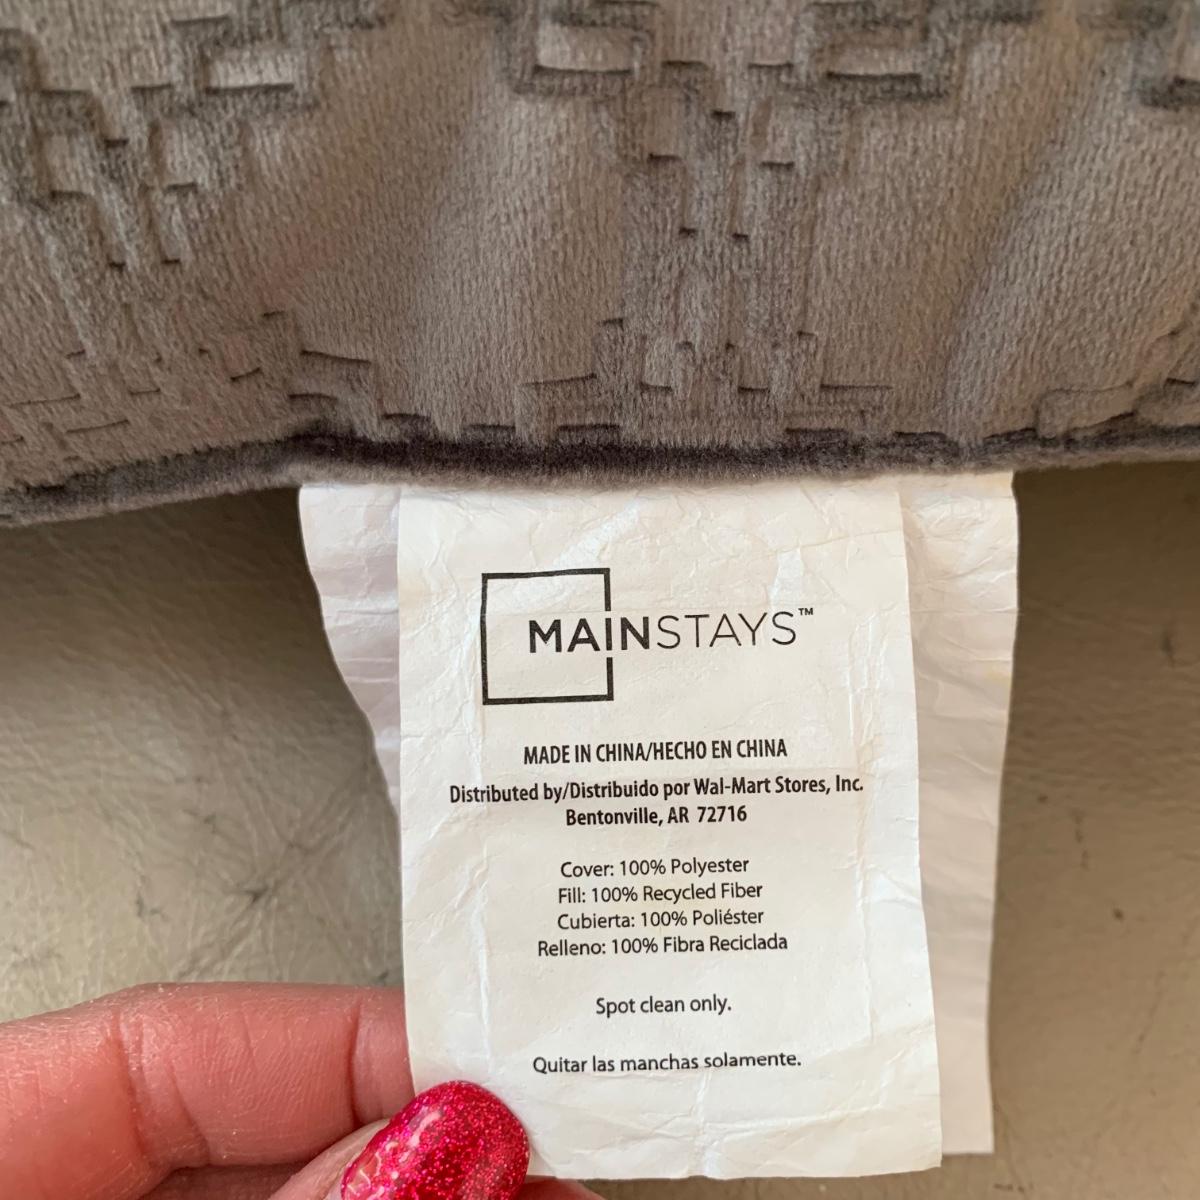 MAINSTAYS™
MADE IN CHINA/HECHO EN CHINA
Distributed by/Distribuido por Wal-Mart Stores, Inc.
Bentonville, AR 72716
Cover: 100% Polyester
Fill: 100% Recycled Fiber
Cubierta: 100% Poliéster
Relleno: 100% Fibra Reciclada
Spot clean only.
Quitar las manchas solamente.